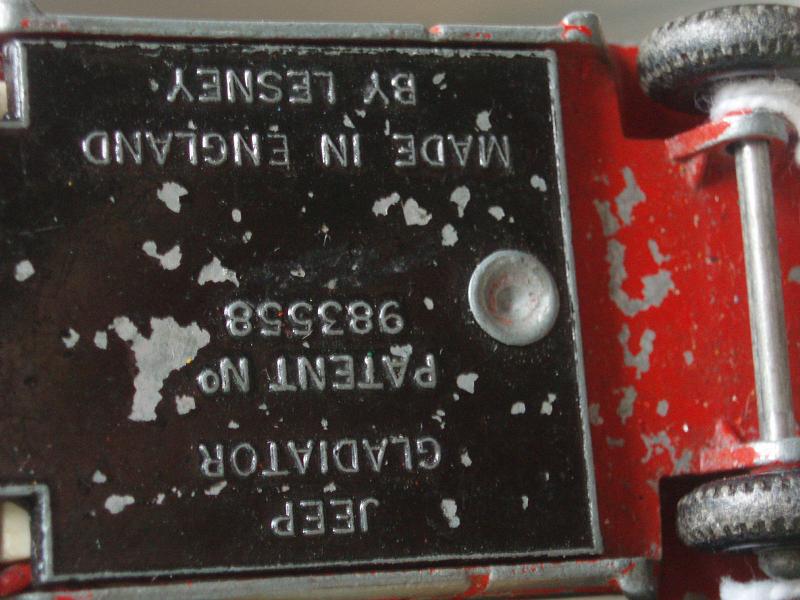 JEEP
GLADIATOR
PATENT No
983558
MADE IN ENGLAND
BY LESNEY